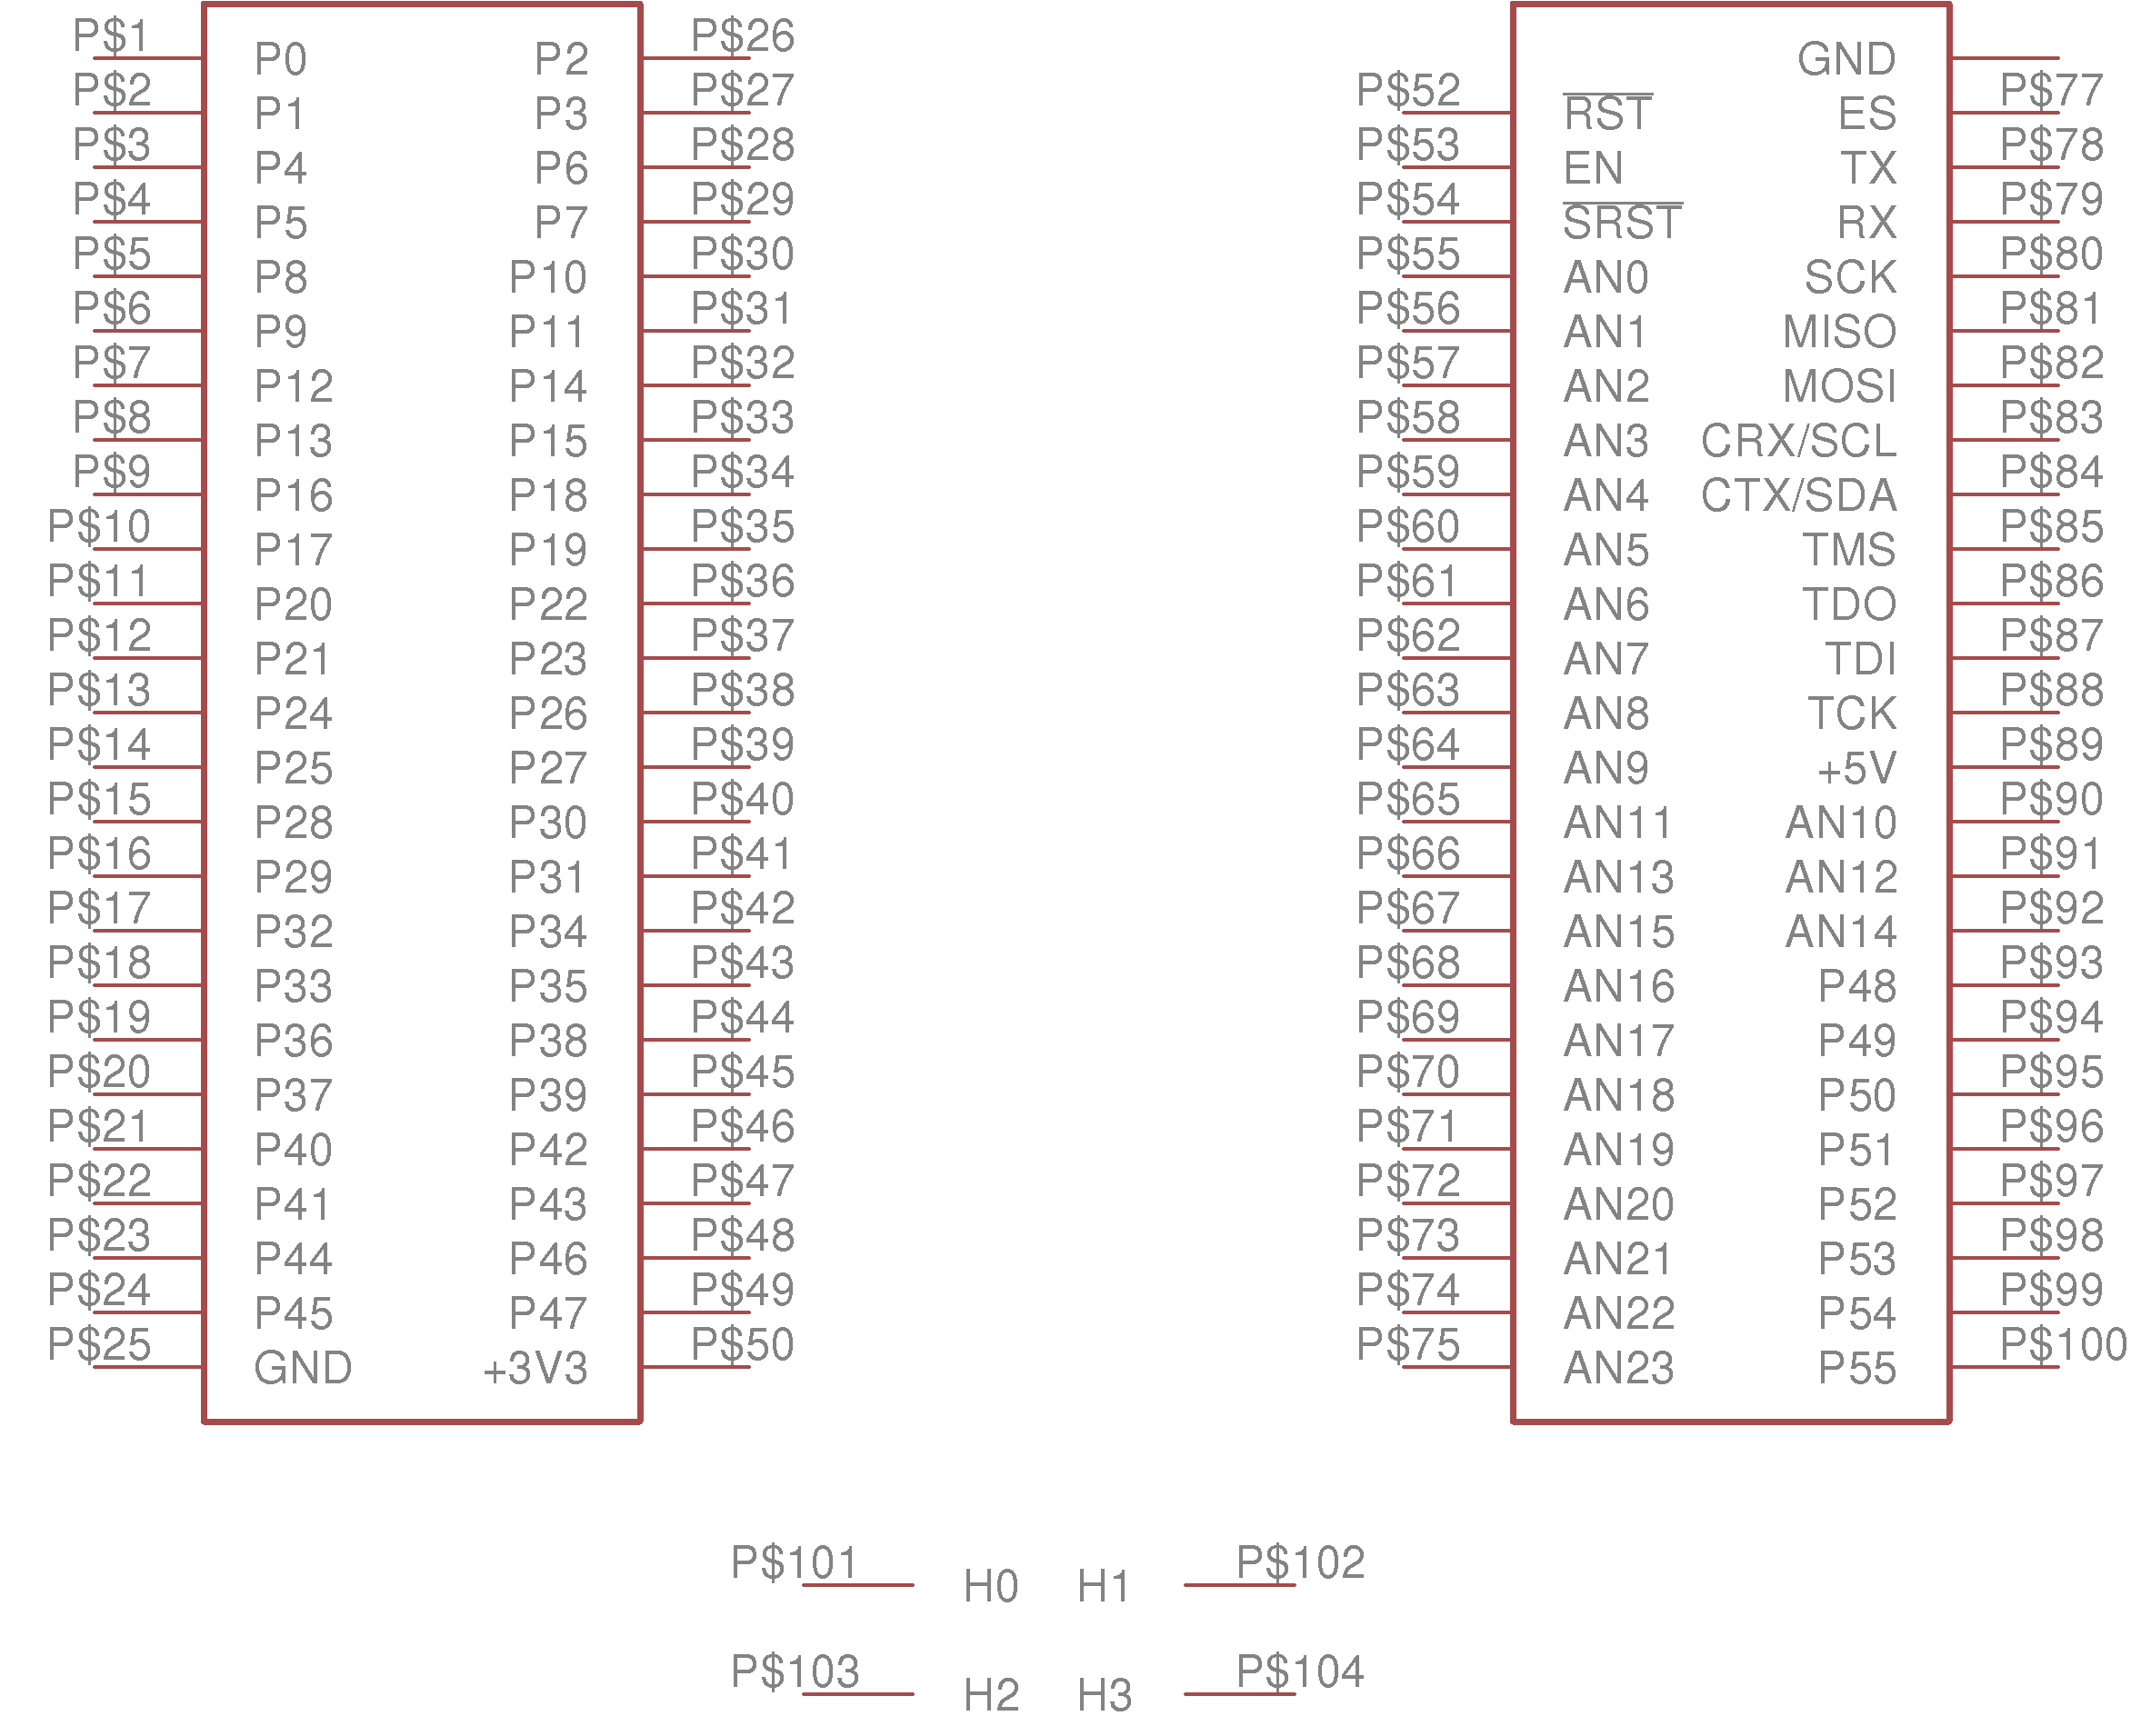 P$1 P0 P2 P$26
GND
P$2 P1 P3 P$27 P$52 RST ES P$77
P$3 P4 P6 P$28 P$53 EN TX P$78
P$4 P5 P7 P$29 P$54 SRST RX P$79
P$5 P8 P10 P$30 P$55 AN0 SCK P$80
P$6 P9 P11 P$31 P$56 AN1 MISO P$81
P$7 P12 P14 P$32 P$57 AN2 MOSI P$82
P$8 P13 P15 P$33 P$58 AN3 CRX/SCL P$83
P$9 P16 P18 P$34 P$59 AN4 CTX/SDA P$84
P$10 P17 P19 P$35 P$60 AN5 TMS P$85
P$11 P20 P22 P$36 P$61 AN6 TDO P$86
P$12 P21 P23 P$37 P$62 AN7 TDI P$87
P$13 P24 P26 P$38 P$63 AN8 TCK P$88
P$14 P25 P27 P$39 P$64 AN9 +5V P$89
P$15 P28 P30 P$40 P$65 AN11 AN10 P$90
P$16 P29 P31 P$41 P$66 AN13 AN12 P$91
P$17 P32 P34 P$42 P$67 AN15 AN14 P$92
P$18 P33 P35 P$43 P$68 AN16 P48 P$93
P$19 P36 P38 P$44 P$69 AN17 P49 P$94
P$20 P37 P39 P$45 P$70 AN18 P50 P$95
P$21 P40 P42 P$46 P$71 AN19 P51 P$96
P$22 P41 P43 P$47 P$72 AN20 P52 P$97
P$23 P44 P46 P$48 P$73 AN21 P53 P$98
P$24 P45 P47 P$49 P$74 AN22 P54 P$99
P$25 GND +3V3 P$50 P$75 AN23 P55 P$100
P$101 H0 H1 P$102
P$103 H2 H3 P$104